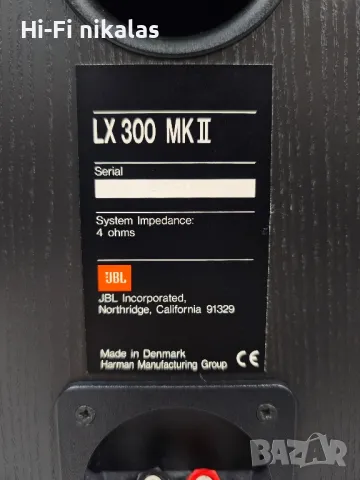 Hi-Fi nikalas
LX 300 MK II
Serial
System Impedance:
4 ohms
JBL
JBL Incorporated,
Northridge, California 91329
Made in Denmark
Harman Manufacturing Group
CE
BAZAR